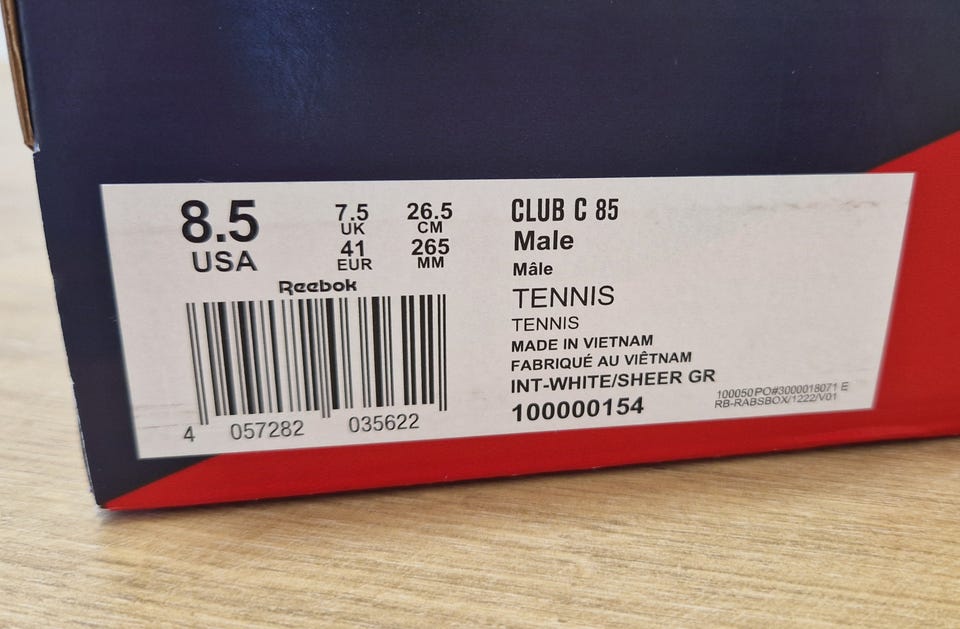 8.5
USA
7.5
UK
41
EUR
26.5
CM
265
MM
Reebok
4 057282 035622
CLUB C 85
Male
Mâle
TENNIS
TENNIS
MADE IN VIETNAM
FABRIQUÉ AU VIÊTNAM
INT-WHITE/SHEER GR
100000154
100050PO#3000018071 E
RB-RABSBOX/1222/V01